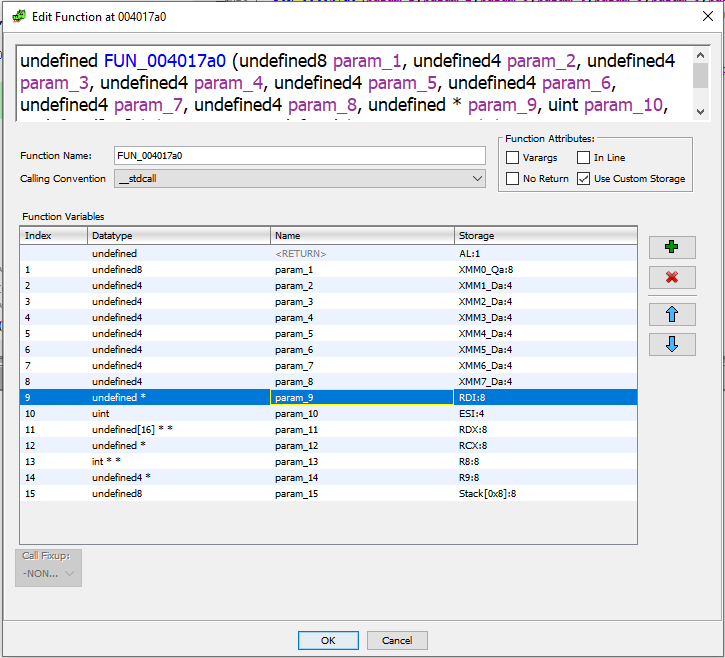 Edit Function at 004017a0
undefined FUN_004017a0 (undefined8 param_1, undefined4 param_2, undefined4
param_3, undefined4 param_4, undefined4 param_5, undefined4 param_6,
undefined4 param_7, undefined4 param_8, undefined * param_9, uint param_10,
Function Name: FUN_004017a0
Calling Convention __stdcall
Function Attributes:
Varargs In Line
No Return Use Custom Storage
Function Variables
Index Datatype Name Storage
undefined <RETURN> AL:1
1 undefined8 param_1 XMM0_Qa:8
2 undefined4 param_2 XMM1_Da:4
3 undefined4 param_3 XMM2_Da:4
4 undefined4 param_4 XMM3_Da:4
5 undefined4 param_5 XMM4_Da:4
6 undefined4 param_6 XMM5_Da:4
7 undefined4 param_7 XMM6_Da:4
8 undefined4 param_8 XMM7_Da:4
9 undefined * param_9 RDI:8
10 uint param_10 ESI:4
11 undefined[16] * * param_11 RDX:8
12 undefined * param_12 RCX:8
13 int * * param_13 R8:8
14 undefined4 * param_14 R9:8
15 undefined8 param_15 Stack[0x8]:8
Call Fixup:
-NON...
OK Cancel